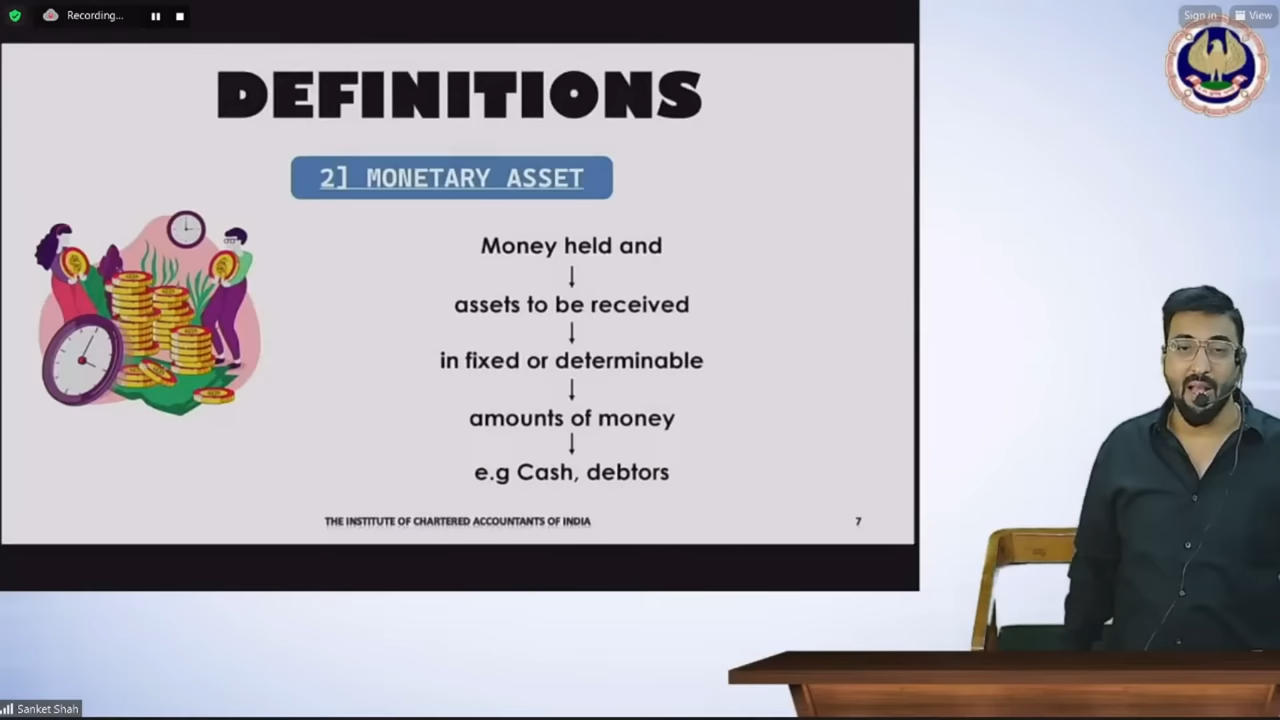 Recording...
Sign in
View
DEFINITIONS
2] MONETARY ASSET
Money held and
assets to be received
in fixed or determinable
amounts of money
e.g Cash, debtors
THE INSTITUTE OF CHARTERED ACCOUNTANTS OF INDIA
7
Sanket Shah